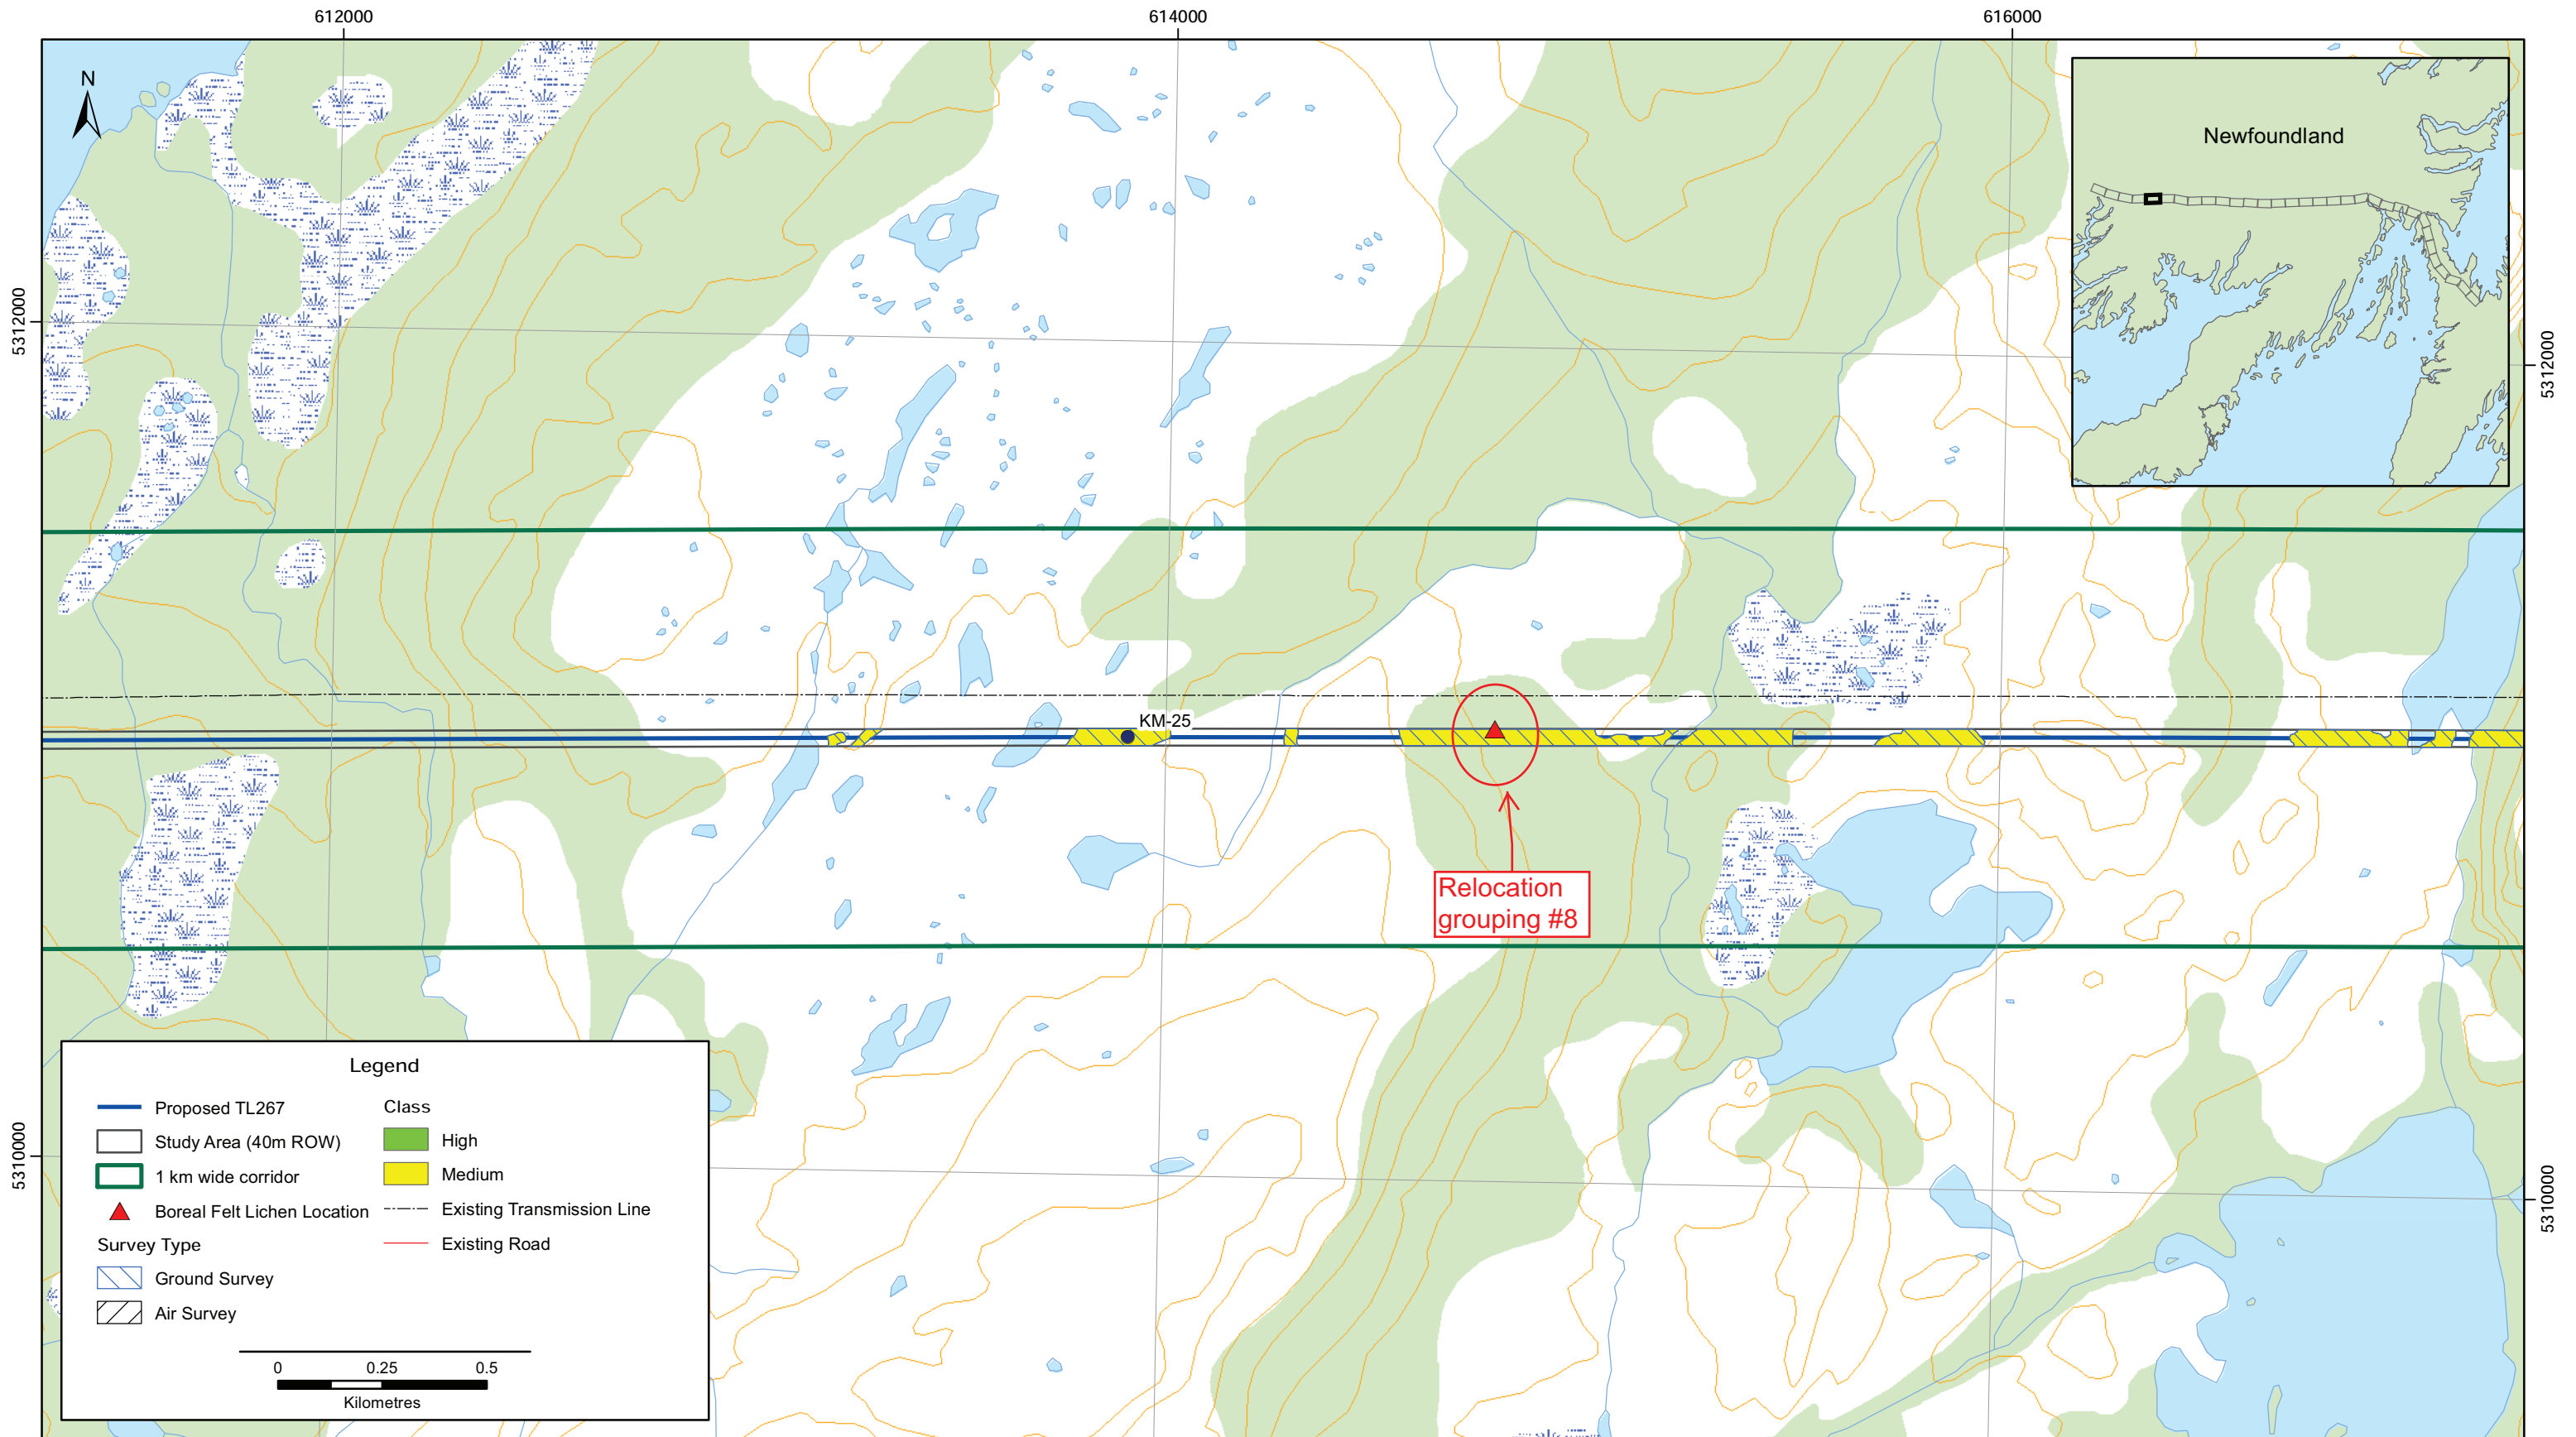 612000
614000
616000
N
Newfoundland
5312000
5312000
KM-25
Relocation
grouping #8
5310000
5310000
Legend
Proposed TL267
Study Area (40m ROW)
1 km wide corridor
Boreal Felt Lichen Location
Survey Type
Ground Survey
Air Survey
Class
High
Medium
Existing Transmission Line
Existing Road
0 0.25 0.5
Kilometres